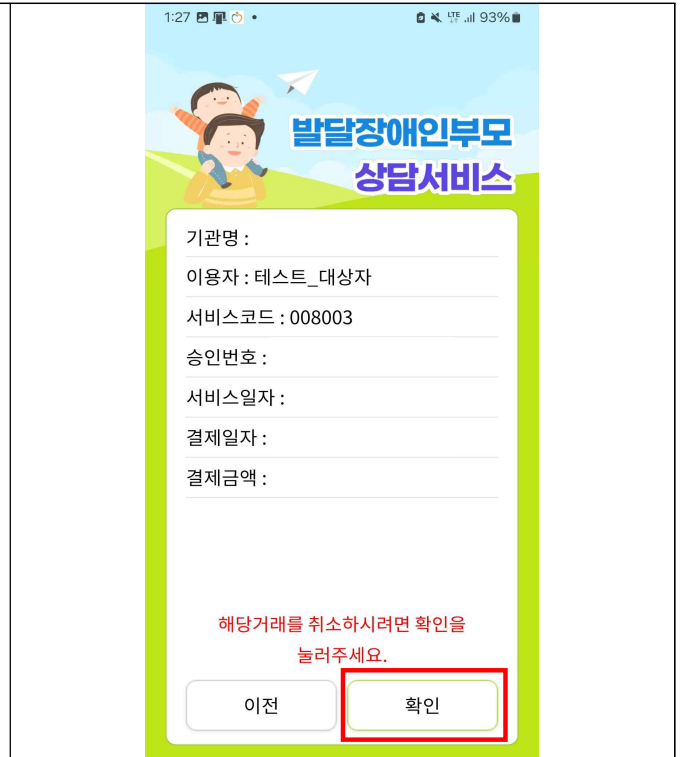 1:27
LTE 93%
발달장애인부모
상담서비스
기관명 :
이용자 : 테스트_대상자
서비스코드 : 008003
승인번호 :
서비스일자 :
결제일자 :
결제금액 :
해당거래를 취소하시려면 확인을
눌러주세요.
이전
확인